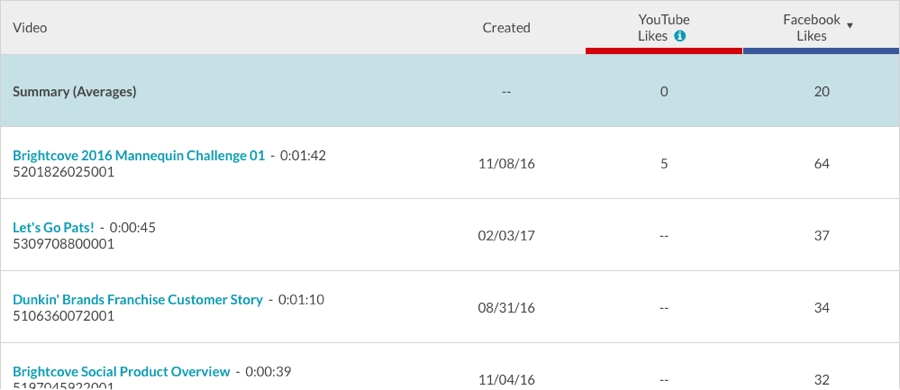 Video Created YouTube Likes Facebook Likes
Summary (Averages) -- 0 20
Brightcove 2016 Mannequin Challenge 01 - 0:01:42
5201826025001 11/08/16 5 64
Let's Go Pats! - 0:00:45
5309708800001 02/03/17 -- 37
Dunkin' Brands Franchise Customer Story - 0:01:10
5106360072001 08/31/16 -- 34
Brightcove Social Product Overview - 0:00:39
5197045922001 11/04/16 -- 32